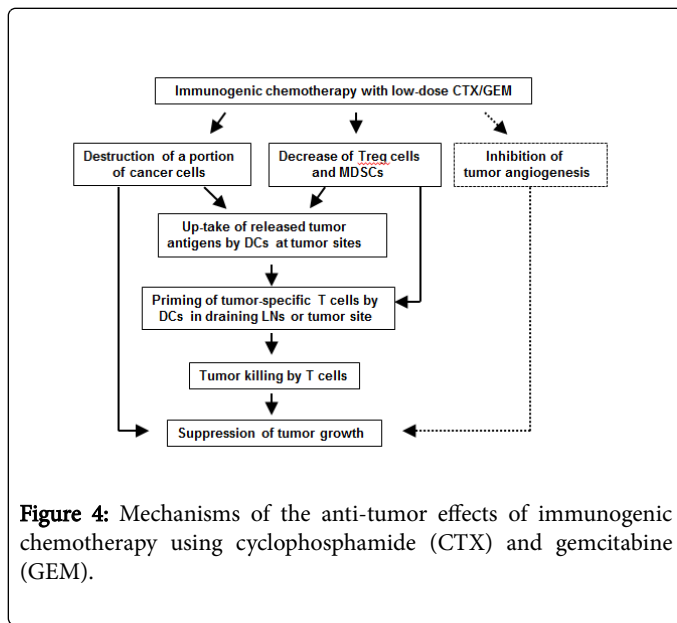 Immunogenic chemotherapy with low-dose CTX/GEM
Destruction of a portion
of cancer cells
Decrease of Treg cells
and MDSCs
Inhibition of
tumor angiogenesis
Up-take of released tumor
antigens by DCs at tumor sites
Priming of tumor-specific T cells by
DCs in draining LNs or tumor site
Tumor killing by T cells
Suppression of tumor growth
Figure 4: Mechanisms of the anti-tumor effects of immunogenic
chemotherapy using cyclophosphamide (CTX) and gemcitabine
(GEM).